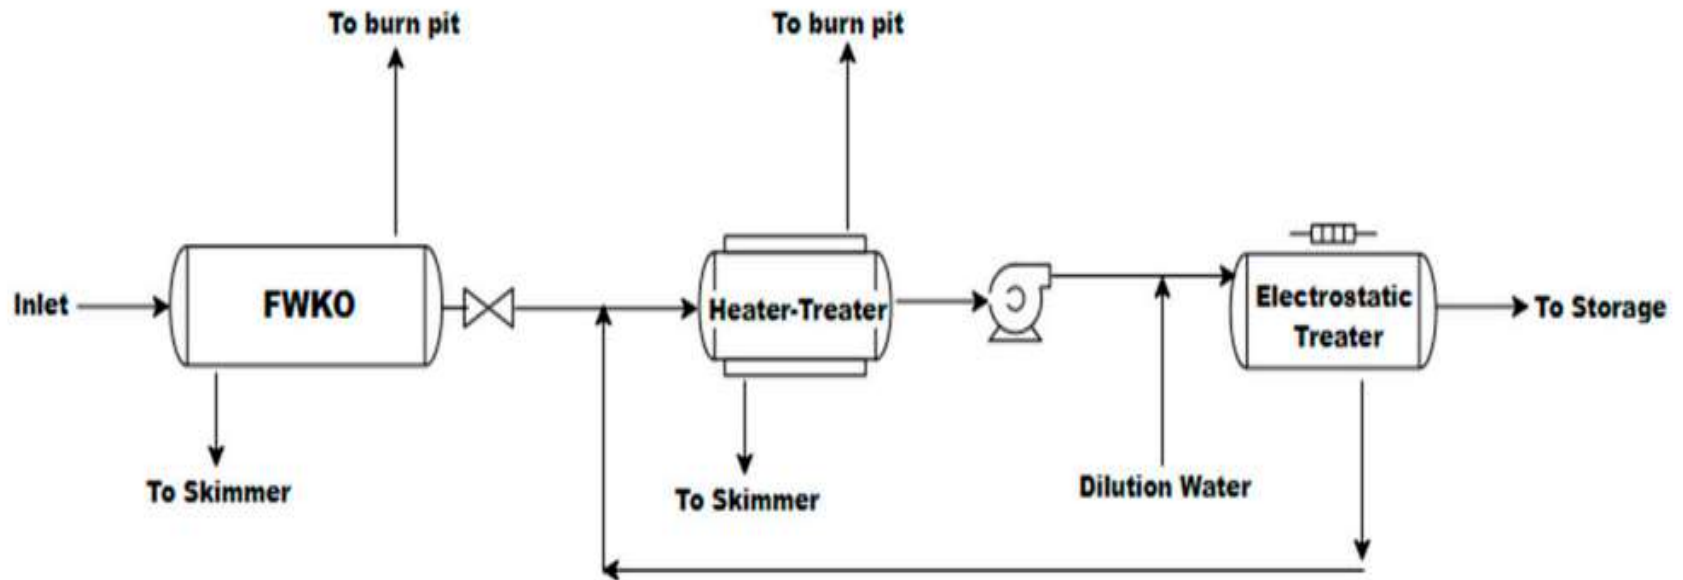 To burn pit
To burn pit
Inlet
FWKO
Heater-Treater
Electrostatic
Treater
To Storage
To Skimmer
To Skimmer
Dilution Water